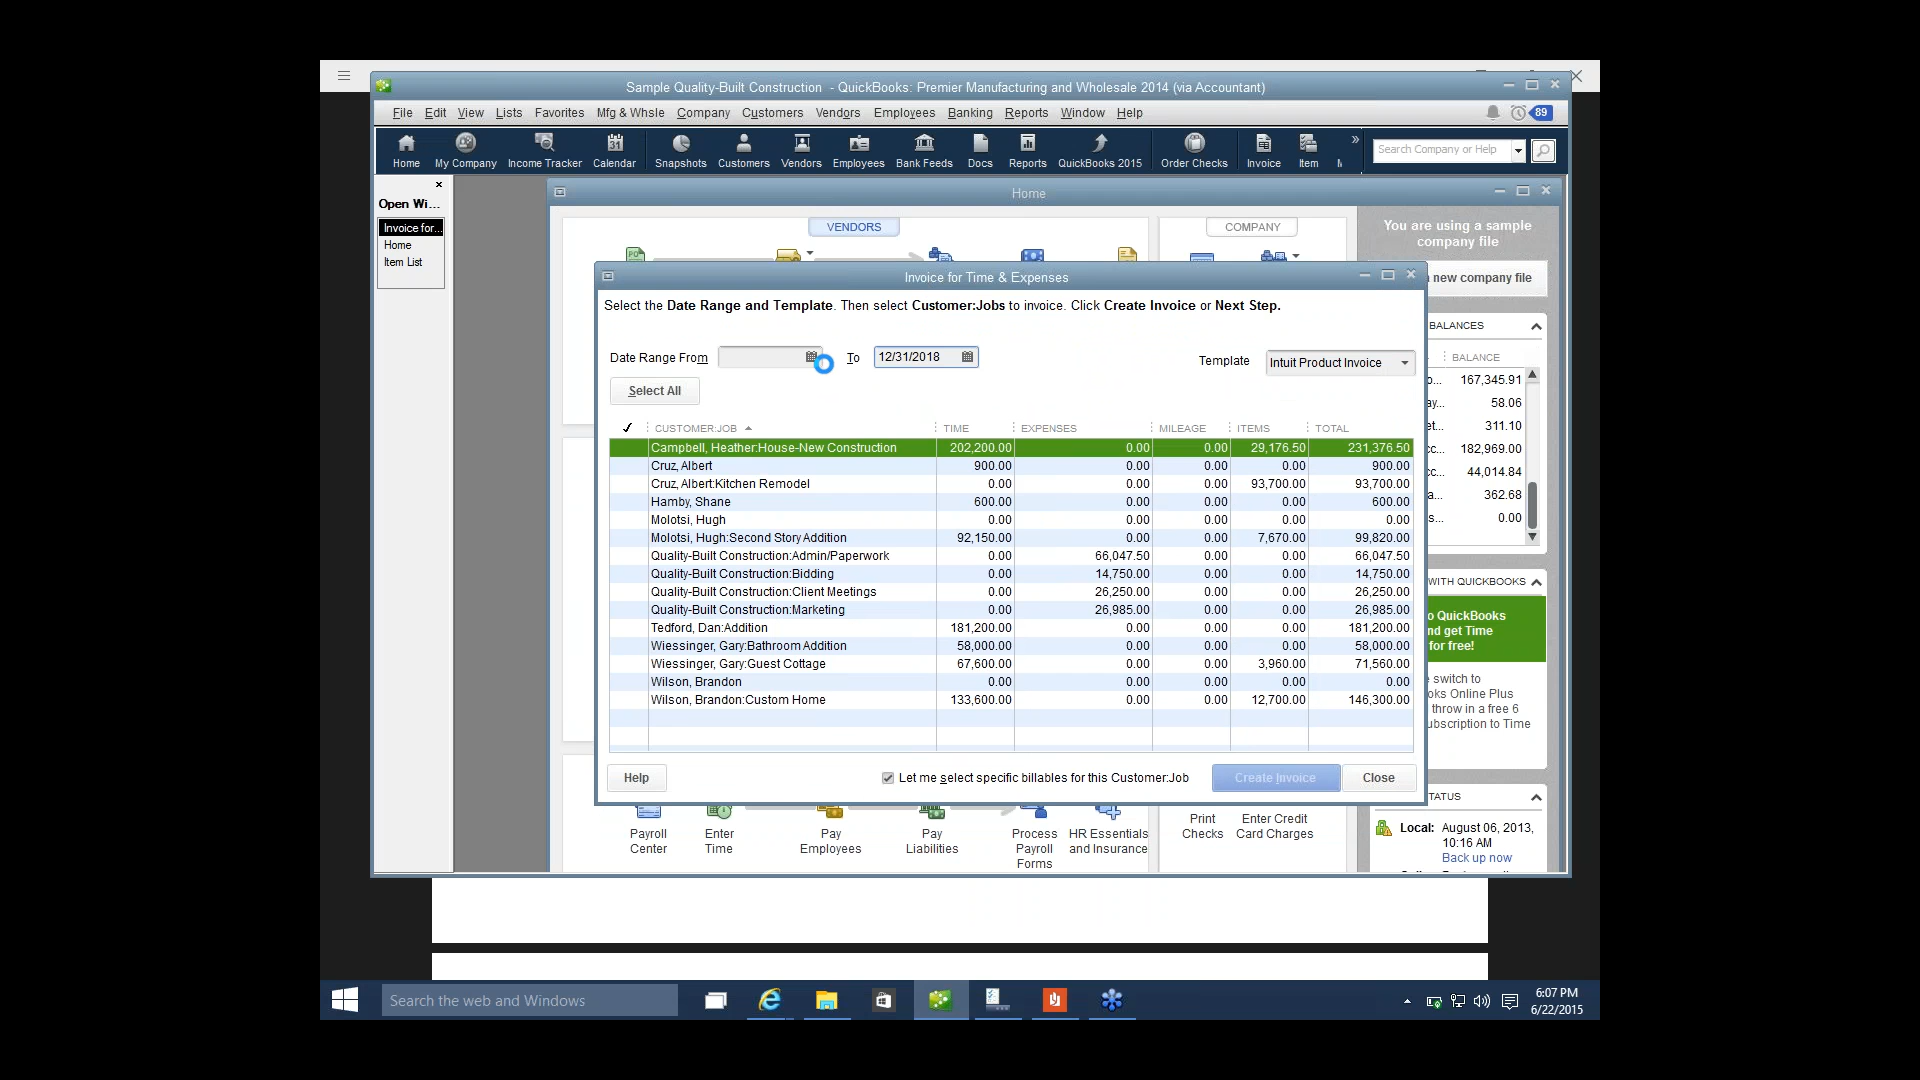 Sample Quality-Built Construction - QuickBooks: Premier Manufacturing and Wholesale 2014 (via Accountant)
File Edit View Lists Favorites Mfg & Whsle Company Customers Vendors Employees Banking Reports Window Help
89
Home My Company Income Tracker Calendar Snapshots Customers Vendors Employees Bank Feeds Docs Reports QuickBooks 2015 Order Checks Invoice Item
31
Search Company or Help
Open Wi...
Invoice for...
Home
Item List
Home
VENDORS
COMPANY
PO
You are using a sample
company file
new company file
Invoice for Time & Expenses
Select the Date Range and Template. Then select Customer:Jobs to invoice. Click Create Invoice or Next Step.
Date Range From To 12/31/2018 Template Intuit Product Invoice
Select All
CUSTOMER:JOB TIME EXPENSES MILEAGE ITEMS TOTAL
Campbell, Heather:House-New Construction 202,200.00 0.00 0.00 29,176.50 231,376.50
Cruz, Albert 900.00 0.00 0.00 0.00 900.00
Cruz, Albert:Kitchen Remodel 0.00 0.00 0.00 93,700.00 93,700.00
Hamby, Shane 600.00 0.00 0.00 0.00 600.00
Molotsi, Hugh 0.00 0.00 0.00 0.00 0.00
Molotsi, Hugh:Second Story Addition 92,150.00 0.00 0.00 7,670.00 99,820.00
Quality-Built Construction:Admin/Paperwork 0.00 66,047.50 0.00 0.00 66,047.50
Quality-Built Construction:Bidding 0.00 14,750.00 0.00 0.00 14,750.00
Quality-Built Construction:Client Meetings 0.00 26,250.00 0.00 0.00 26,250.00
Quality-Built Construction:Marketing 0.00 26,985.00 0.00 0.00 26,985.00
Tedford, Dan:Addition 181,200.00 0.00 0.00 0.00 181,200.00
Wiessinger, Gary:Bathroom Addition 58,000.00 0.00 0.00 0.00 58,000.00
Wiessinger, Gary:Guest Cottage 67,600.00 0.00 0.00 3,960.00 71,560.00
Wilson, Brandon 0.00 0.00 0.00 0.00 0.00
Wilson, Brandon:Custom Home 133,600.00 0.00 0.00 12,700.00 146,300.00
Help Let me select specific billables for this Customer:Job Create Invoice Close
BALANCES
BALANCE
o... 167,345.91
ay... 58.06
et... 311.10
cc... 182,969.00
cc... 44,014.84
a... 362.68
s... 0.00
WITH QUICKBOOKS
o QuickBooks
nd get Time
for free!
e switch to
ooks Online Plus
throw in a free 6
ubscription to Time
TATUS
Local: August 06, 2013,
10:16 AM
Back up now
Payroll
Center
Enter
Time
Pay
Employees
Pay
Liabilities
Process
Payroll
Forms
HR Essentials
and Insurance
Print
Checks
Enter Credit
Card Charges
Search the web and Windows
6:07 PM
6/22/2015